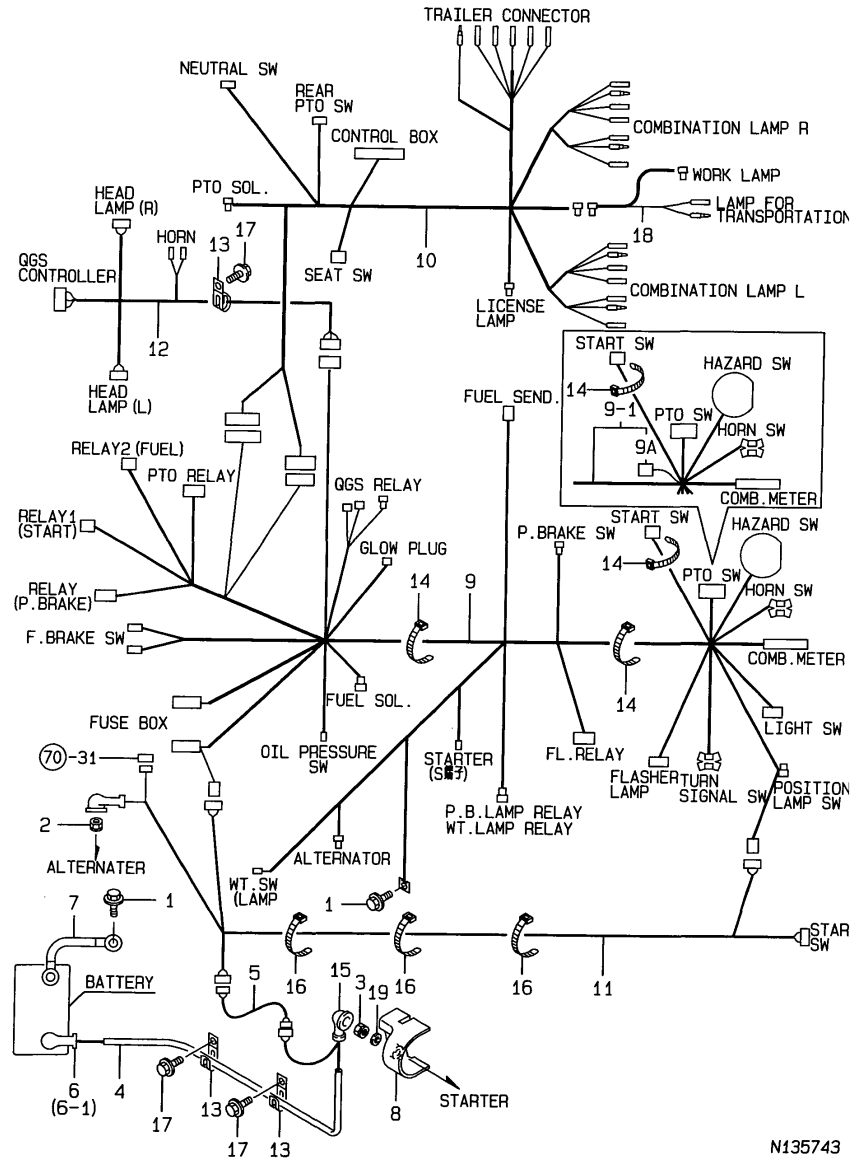 TRAILER CONNECTOR
NEUTRAL SW
REAR
PTO SW
CONTROL BOX
COMBINATION LAMP R
WORK LAMP
PTO SOL.
HEAD
LAMP (R)
HORN
13
17
LAMP FOR
TRANSPORTATION
18
10
SEAT SW
QGS
CONTROLLER
LICENSE
LAMP
COMBINATION LAMP L
12
START SW
HAZARD SW
14
HEAD
LAMP (L)
FUEL SEND.
9-1
PTO SW
HORN SW
9A
RELAY2 (FUEL)
PTO RELAY
QGS RELAY
COMB.METER
START SW
HAZARD SW
RELAY1
(START)
P.BRAKE SW
GLOW PLUG
14
PTO SW
HORN SW
RELAY
(P.BRAKE)
14
9
F.BRAKE SW
COMB.METER
FUEL SOL.
14
FUSE BOX
LIGHT SW
OIL PRESSURE
SW
STARTER
(S端子)
FL.RELAY
70-31
FLASHER
LAMP
TURN
SIGNAL SW
POSITION
LAMP SW
2
P.B.LAMP RELAY
WT.LAMP RELAY
ALTERNATER
ALTERNATOR
WT.SW
(LAMP
1
1
7
STAR
SW
BATTERY
5
16
15
3
19
16
16
11
6
(6-1)
4
13
17
17
13
8
STARTER
N135743